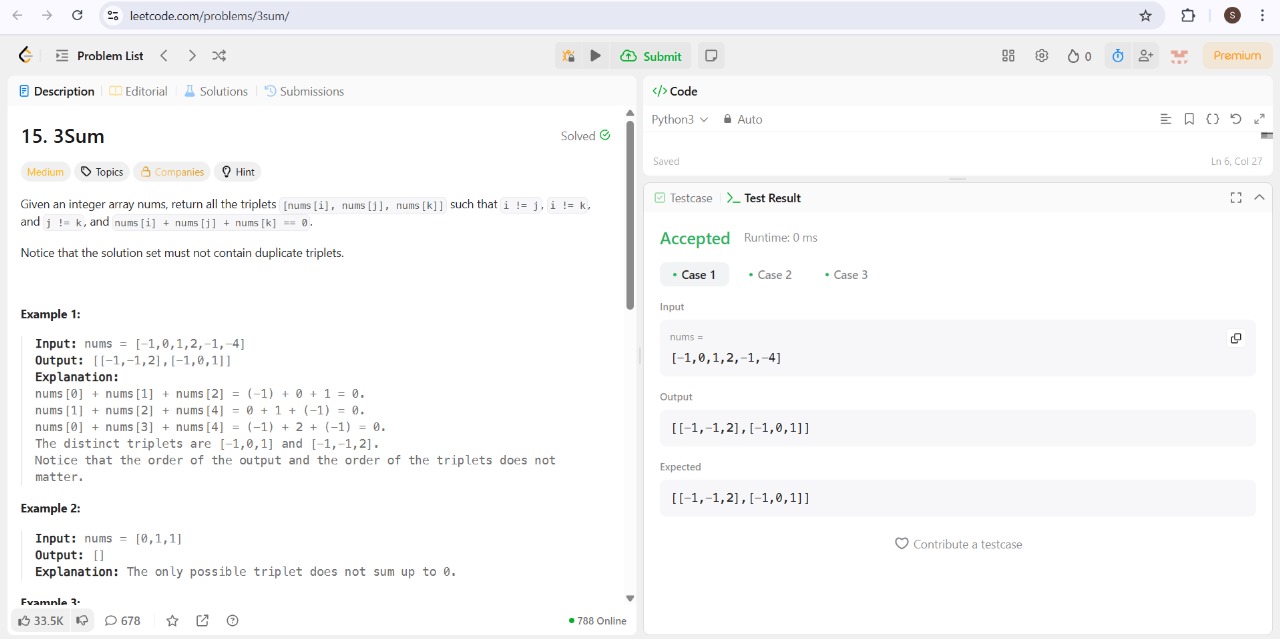 leetcode.com/problems/3sum/
S
Problem List
Submit
0
Premium
Description
Editorial
Solutions
Submissions
15. 3Sum
Solved
Medium
Topics
Companies
Hint
Given an integer array nums, return all the triplets [nums[i], nums[j], nums[k]] such that i != j, i != k,
and j != k, and nums[i] + nums[j] + nums[k] == 0.
Notice that the solution set must not contain duplicate triplets.
Example 1:
Input: nums = [-1,0,1,2,-1,-4]
Output: [[-1,-1,2],[-1,0,1]]
Explanation:
nums[0] + nums[1] + nums[2] = (-1) + 0 + 1 = 0.
nums[1] + nums[2] + nums[4] = 0 + 1 + (-1) = 0.
nums[0] + nums[3] + nums[4] = (-1) + 2 + (-1) = 0.
The distinct triplets are [-1,0,1] and [-1,-1,2].
Notice that the order of the output and the order of the triplets does not
matter.
Example 2:
Input: nums = [0,1,1]
Output: []
Explanation: The only possible triplet does not sum up to 0.
Example 3:
33.5K
678
788 Online
</> Code
Python3
Auto
Saved
Ln 6, Col 27
Testcase
Test Result
Accepted
Runtime: 0 ms
Case 1
Case 2
Case 3
Input
nums =
[-1,0,1,2,-1,-4]
Output
[[-1,-1,2],[-1,0,1]]
Expected
[[-1,-1,2],[-1,0,1]]
Contribute a testcase